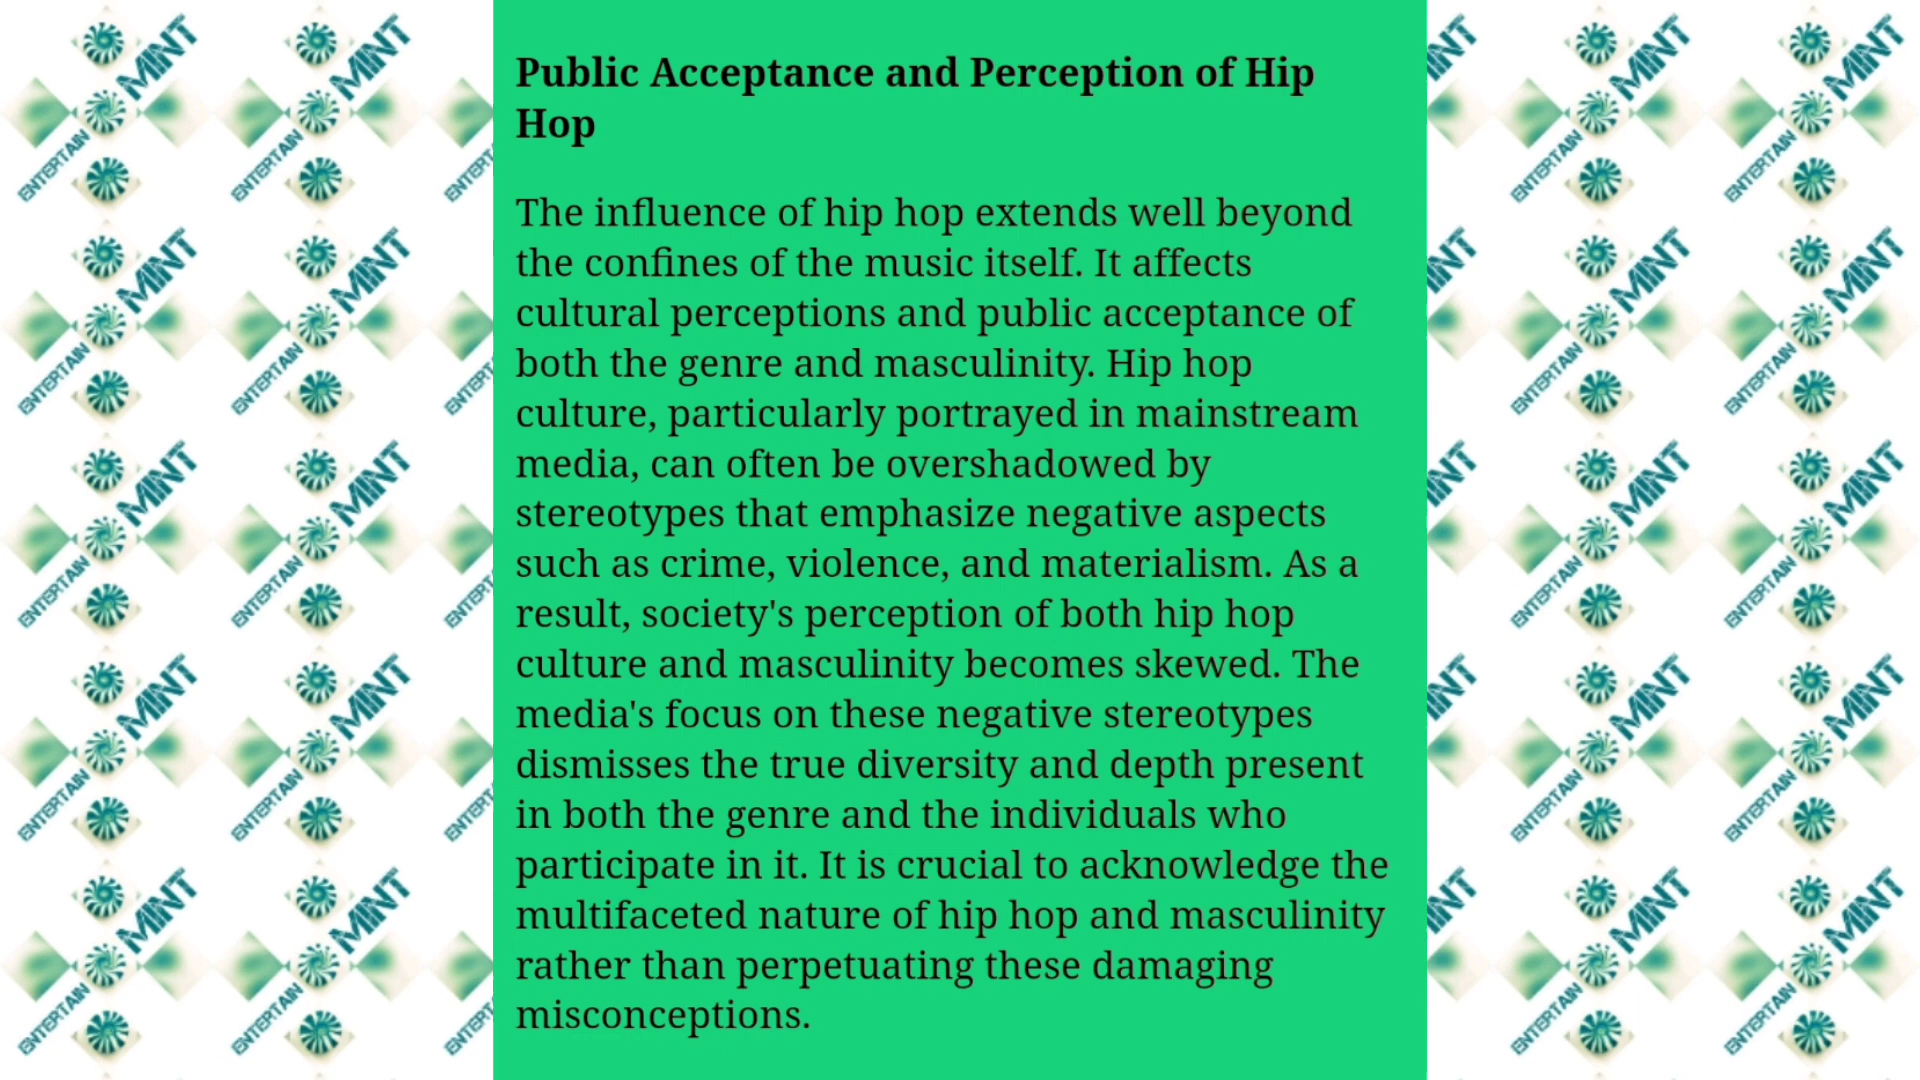 Public Acceptance and Perception of Hip
Hop
The influence of hip hop extends well beyond
the confines of the music itself. It affects
cultural perceptions and public acceptance of
both the genre and masculinity. Hip hop
culture, particularly portrayed in mainstream
media, can often be overshadowed by
stereotypes that emphasize negative aspects
such as crime, violence, and materialism. As a
result, society's perception of both hip hop
culture and masculinity becomes skewed. The
media's focus on these negative stereotypes
dismisses the true diversity and depth present
in both the genre and the individuals who
participate in it. It is crucial to acknowledge the
multifaceted nature of hip hop and masculinity
rather than perpetuating these damaging
misconceptions.
ENTERTAIN
MINT